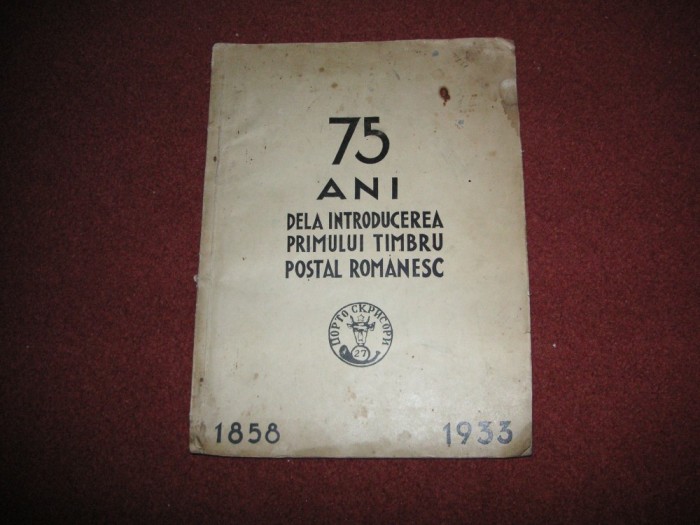 75
ANI
DELA INTRODUCEREA
PRIMULUI TIMBRU
POSTAL ROMÂNESC
ПОРТО СКРИСОРИ
27
1858 1933